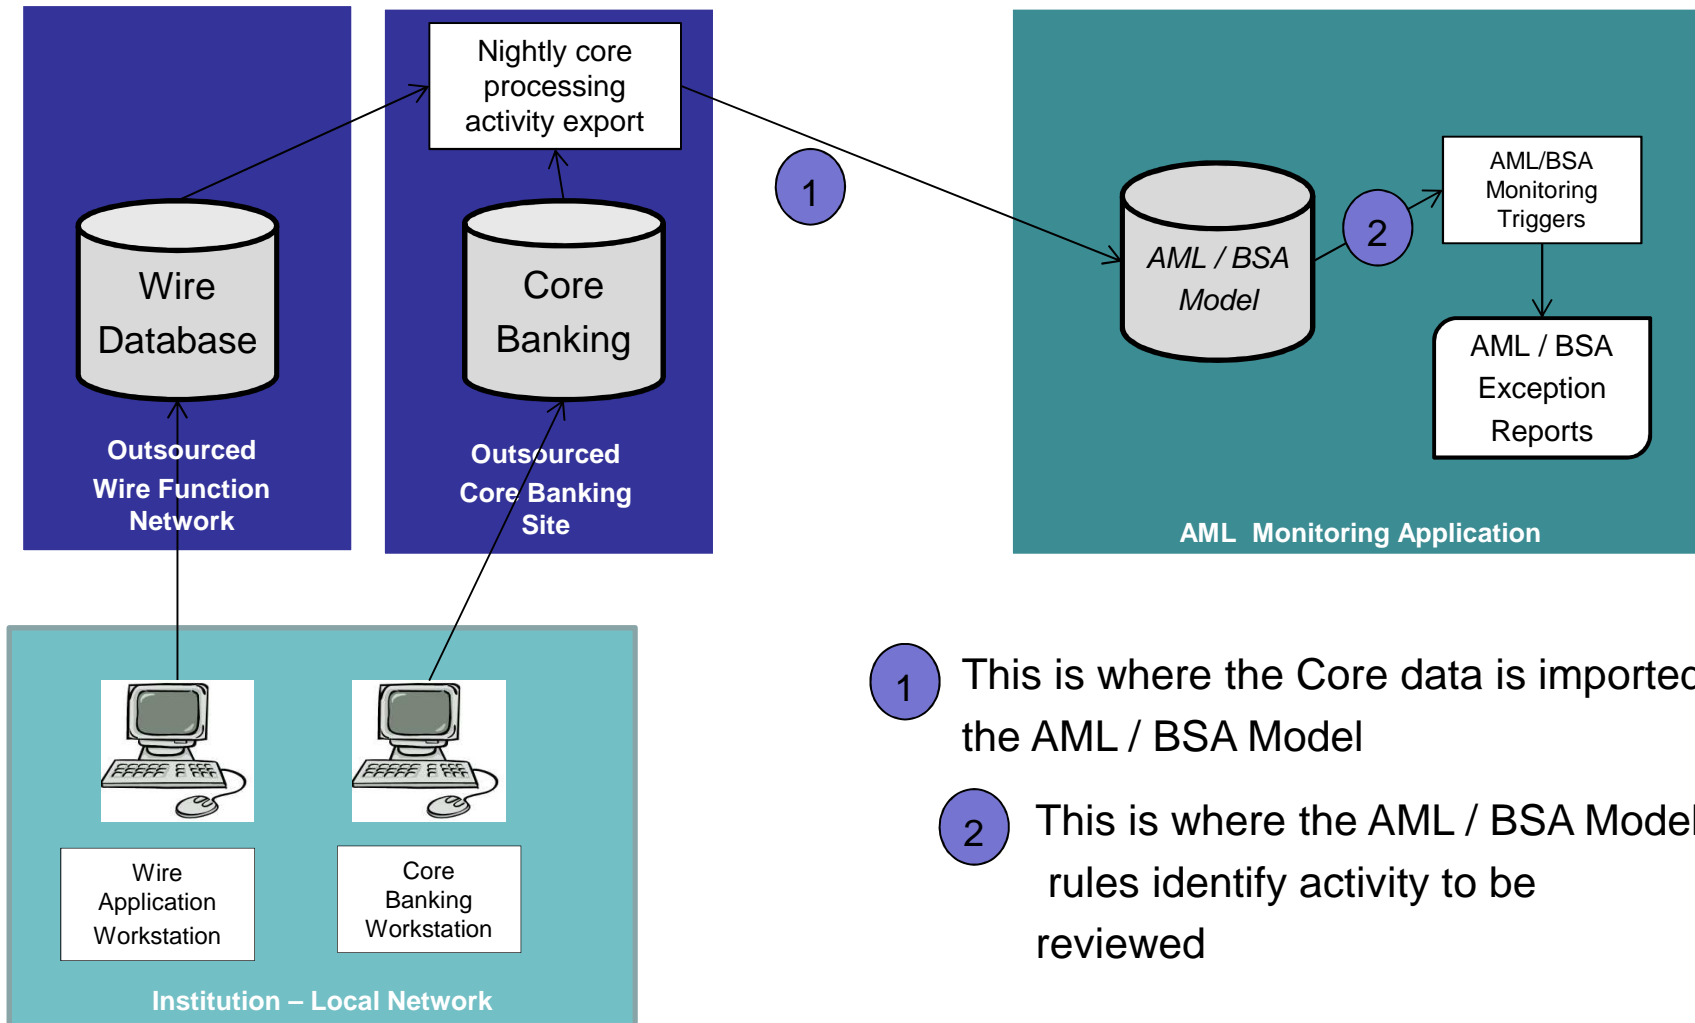 Nightly core
processing
activity export
Wire
Database
Core
Banking
Outsourced
Wire Function
Network
Outsourced
Core Banking
Site
1
AML / BSA
Model
2
AML/BSA
Monitoring
Triggers
AML / BSA
Exception
Reports
AML Monitoring Application
Wire
Application
Workstation
Core
Banking
Workstation
Institution – Local Network
1
This is where the Core data is imported
the AML / BSA Model
2
This is where the AML / BSA Model
rules identify activity to be
reviewed